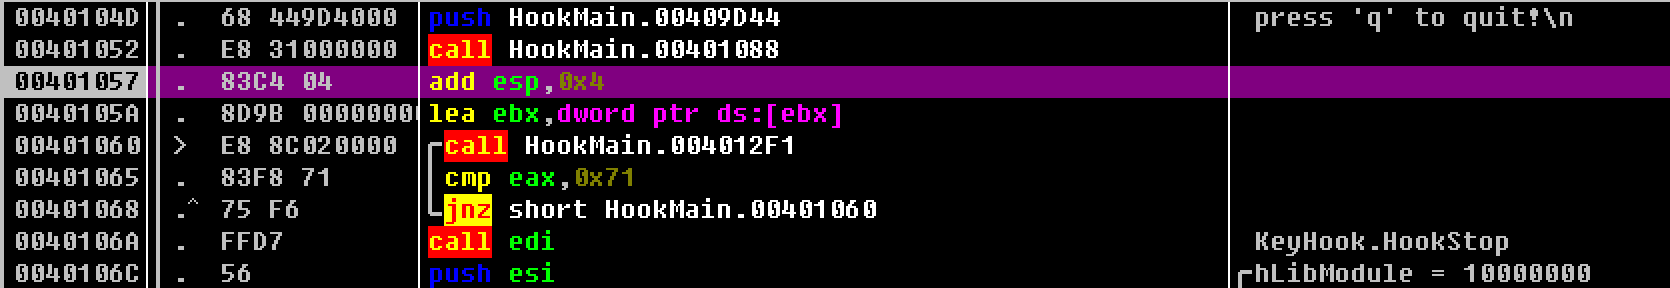 0040104D . 68 449D4000 push HookMain.00409D44 press 'q' to quit!\n
00401052 . E8 31000000 call HookMain.00401088
00401057 . 83C4 04 add esp,0x4
0040105A . 8D9B 00000000 lea ebx,dword ptr ds:[ebx]
00401060 > E8 8C020000 call HookMain.004012F1
00401065 . 83F8 71 cmp eax,0x71
00401068 .^ 75 F6 jnz short HookMain.00401060
0040106A . FFD7 call edi KeyHook.HookStop
0040106C . 56 push esi hLibModule = 10000000